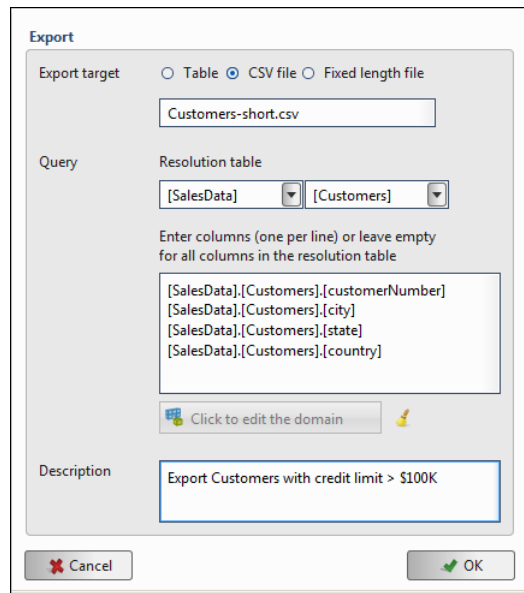 Export
Export target Table CSV file Fixed length file
Customers-short.csv
Query Resolution table
[SalesData] [Customers]
Enter columns (one per line) or leave empty
for all columns in the resolution table
[SalesData].[Customers].[customerNumber]
[SalesData].[Customers].[city]
[SalesData].[Customers].[state]
[SalesData].[Customers].[country]
Click to edit the domain
Description Export Customers with credit limit > $100K
Cancel OK